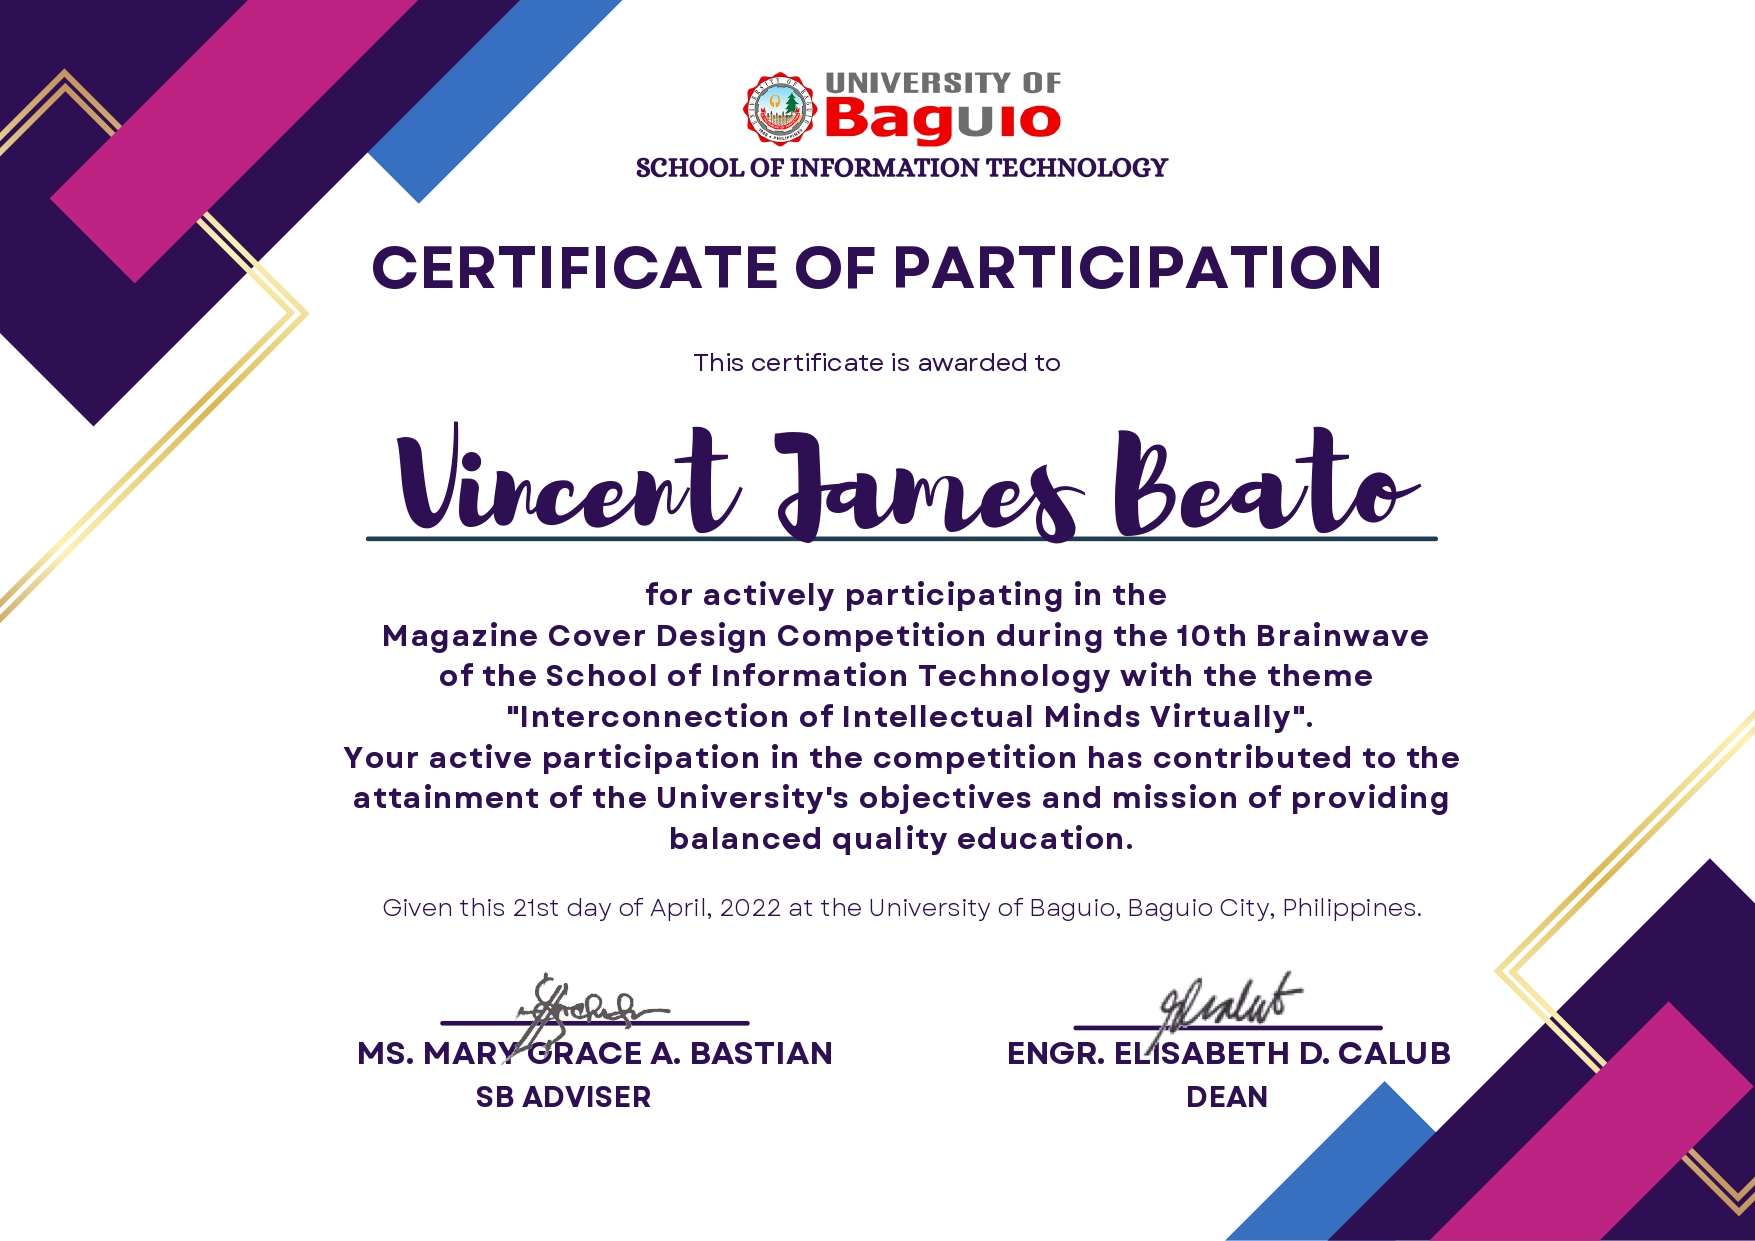 UNIVERSITY OF
Baguio
SCHOOL OF INFORMATION TECHNOLOGY
CERTIFICATE OF PARTICIPATION
This certificate is awarded to
Vincent James Beato
for actively participating in the
Magazine Cover Design Competition during the 10th Brainwave
of the School of Information Technology with the theme
"Interconnection of Intellectual Minds Virtually".
Your active participation in the competition has contributed to the
attainment of the University's objectives and mission of providing
balanced quality education.
Given this 21st day of April, 2022 at the University of Baguio, Baguio City, Philippines.
MS. MARY GRACE A. BASTIAN
SB ADVISER
ENGR. ELISABETH D. CALUB
DEAN